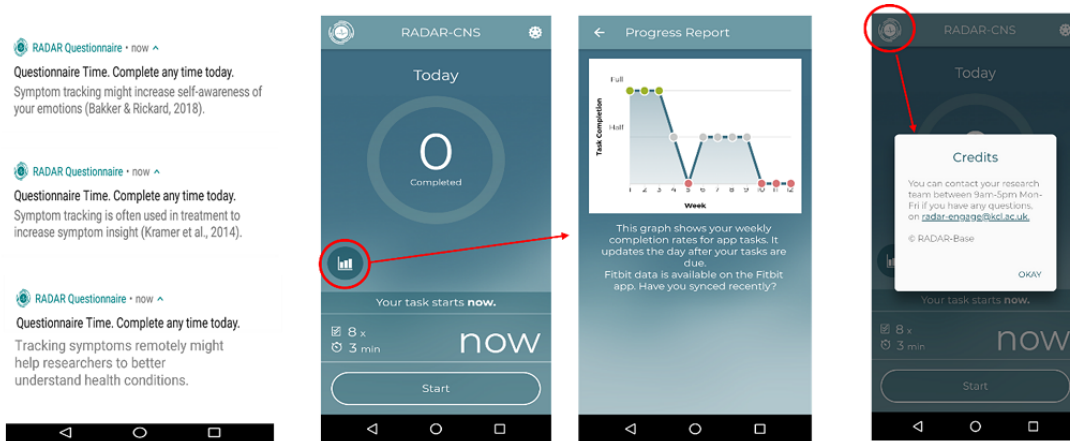 RADAR Questionnaire • now ^
Questionnaire Time. Complete any time today.
Symptom tracking might increase self-awareness of
your emotions (Bakker & Rickard, 2018).
RADAR Questionnaire • now ^
Questionnaire Time. Complete any time today.
Symptom tracking is often used in treatment to
increase symptom insight (Kramer et al., 2014).
RADAR Questionnaire • now ^
Questionnaire Time. Complete any time today.
Tracking symptoms remotely might
help researchers to better
understand health conditions.
RADAR-CNS
Today
0
Completed
Your task starts now.
8 x
3 min
now
Start
Progress Report
Full
Half
Task Completion
1 2 3 4 5 6 7 8 9 10 11 12
Week
This graph shows your weekly
completion rates for app tasks. It
updates the day after your tasks are
due.
Fitbit data is available on the Fitbit
app. Have you synced recently?
RADAR-CNS
Today
Credits
You can contact your research
team between 9am-5pm Mon-
Fri if you have any questions,
on radar-engage@kcl.ac.uk.
© RADAR-Base
OKAY
Your task starts now.
8 x
3 min
now
Start